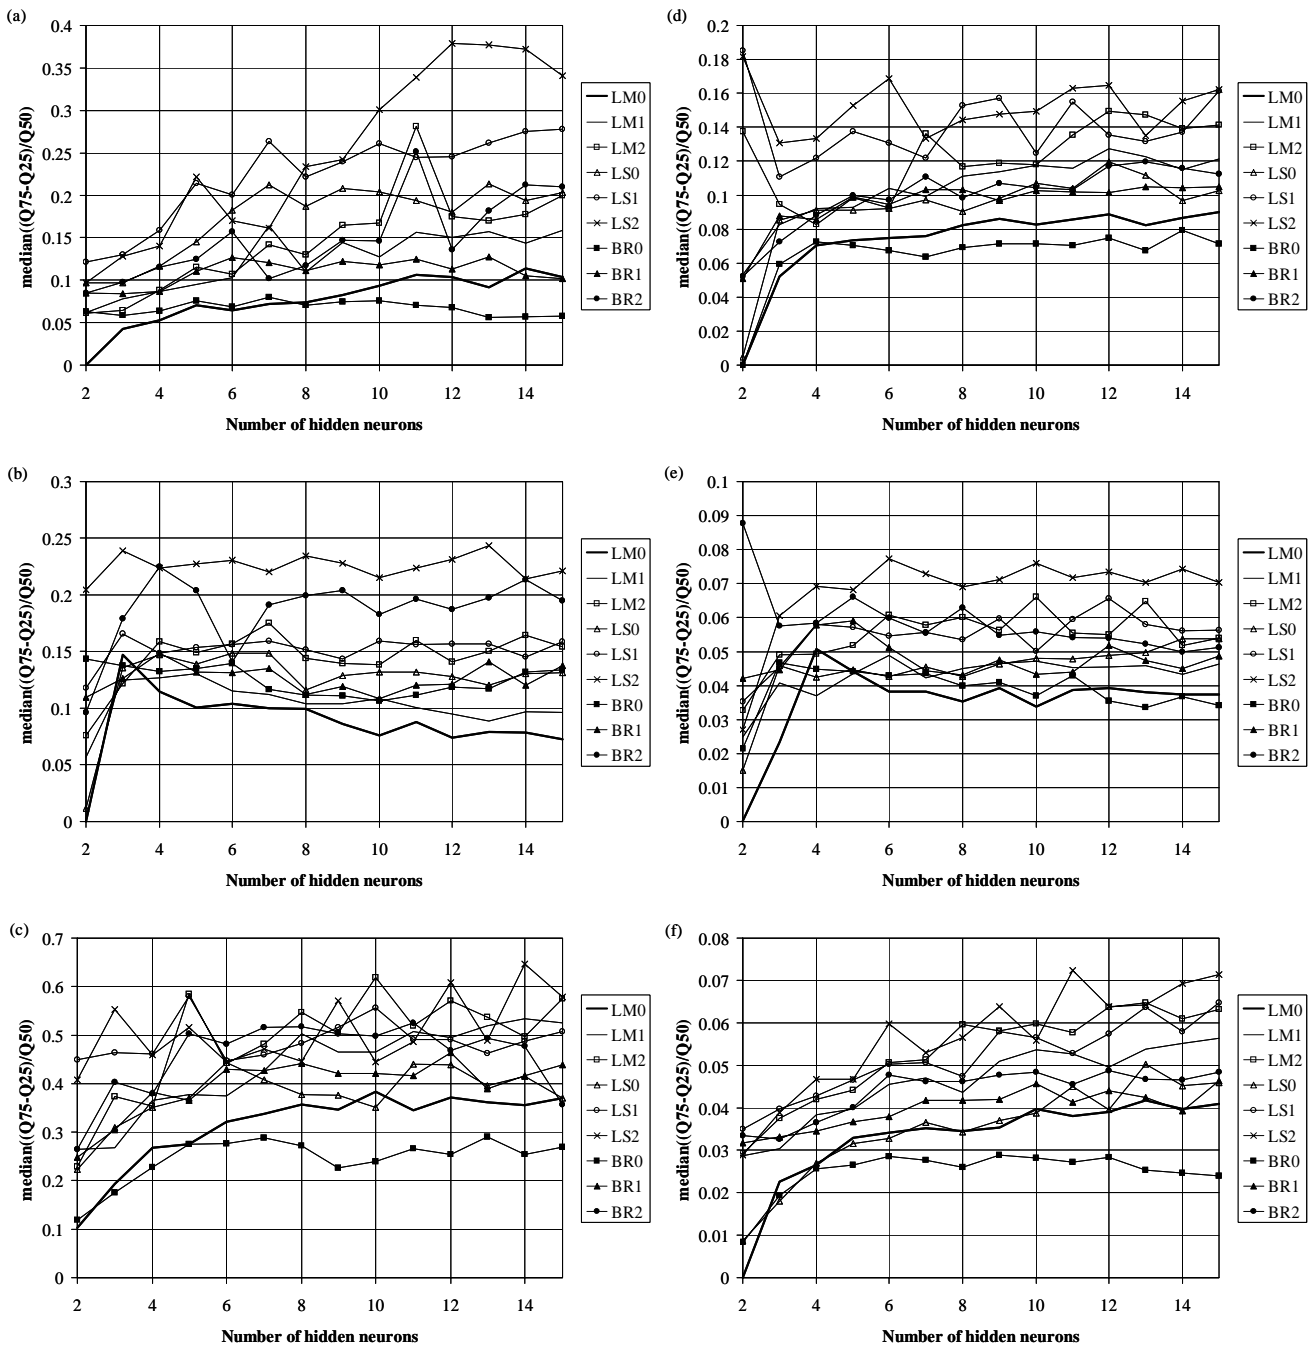 (a)
0.4
0.35
0.3
0.25
0.2
0.15
0.1
0.05
0
median((Q75-Q25)/Q50)
2 4 6 8 10 12 14
Number of hidden neurons
LM0
LM1
LM2
LS0
LS1
LS2
BR0
BR1
BR2
(d)
0.2
0.18
0.16
0.14
0.12
0.1
0.08
0.06
0.04
0.02
0
median((Q75-Q25)/Q50)
2 4 6 8 10 12 14
Number of hidden neurons
LM0
LM1
LM2
LS0
LS1
LS2
BR0
BR1
BR2
(b)
0.3
0.25
0.2
0.15
0.1
0.05
0
median((Q75-Q25)/Q50)
2 4 6 8 10 12 14
Number of hidden neurons
LM0
LM1
LM2
LS0
LS1
LS2
BR0
BR1
BR2
(e)
0.1
0.09
0.08
0.07
0.06
0.05
0.04
0.03
0.02
0.01
0
median((Q75-Q25)/Q50)
2 4 6 8 10 12 14
Number of hidden neurons
LM0
LM1
LM2
LS0
LS1
LS2
BR0
BR1
BR2
(c)
0.7
0.6
0.5
0.4
0.3
0.2
0.1
0
median((Q75-Q25)/Q50)
2 4 6 8 10 12 14
Number of hidden neurons
LM0
LM1
LM2
LS0
LS1
LS2
BR0
BR1
BR2
(f)
0.08
0.07
0.06
0.05
0.04
0.03
0.02
0.01
0
median((Q75-Q25)/Q50)
2 4 6 8 10 12 14
Number of hidden neurons
LM0
LM1
LM2
LS0
LS1
LS2
BR0
BR1
BR2